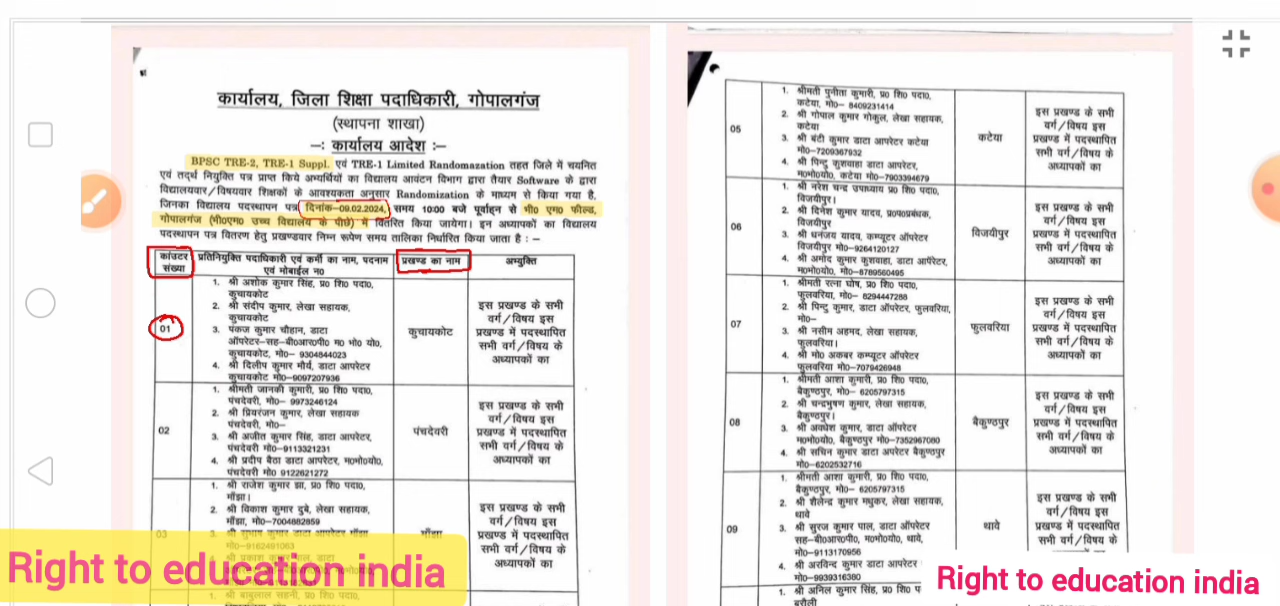 कार्यालय, जिला शिक्षा पदाधिकारी, गोपालगंज
(स्थापना शाखा)
–: कार्यालय आदेश :–
BPSC TRE-2, TRE-1 Suppl. एवं TRE-1 Limited Randomazation तहत जिले में चयनित
एवं तदर्थ नियुक्ति पत्र प्राप्त किये अभ्यर्थियों का विद्यालय आवंटन विभाग द्वारा तैयार Software के द्वारा
विद्यालयवार/विषयवार शिक्षकों के आवश्यकता अनुसार Randomization के माध्यम से किया गया है,
जिनका विद्यालय पदस्थापन पत्र दिनांक–09.02.2024, समय 10:00 बजे पूर्वाहन से भी० एम० फील्ड,
गोपालगंज (भी०एम० उच्च विद्यालय के पीछे) में वितरित किया जायेगा। इन अध्यापकों का विद्यालय
पदस्थापन पत्र वितरण हेतु प्रखण्डवार निम्न रूपेण समय तालिका निर्धारित किया जाता है : –
कांउटर संख्या
प्रतिनियुक्ति पदाधिकारी एवं कर्मी का नाम, पदनाम एवं मोबाईल न०
प्रखण्ड का नाम
अभ्युक्ति
01
1. श्री अशोक कुमार सिंह, प्र० शि० पदा०,
कुचायकोट
2. श्री संदीप कुमार, लेखा सहायक,
कुचायकोट
3. पंकज कुमार चौहान, डाटा
ऑपरेटर–सह–बी०आर०पी० म० भो० यो०,
कुचायकोट, मो०– 9304844023
4. श्री दिलीप कुमार मौर्य, डाटा आपरेटर
कुचायकोट मो०–9097207936
कुचायकोट
इस प्रखण्ड के सभी
वर्ग/विषय इस
प्रखण्ड में पदस्थापित
सभी वर्ग/विषय के
अध्यापकों का
02
1. श्रीमती जानकी कुमारी, प्र० शि० पदा०,
पंचदेवरी, मो०– 9973246124
2. श्री प्रियरंजन कुमार, लेखा सहायक
पंचदेवरी, मो०–
3. श्री अजीत कुमार सिंह, डाटा आपरेटर,
पंचदेवरी मो०–9113321231
4. श्री प्रदीप बैठा डाटा आपरेटर, म०भो०यो०,
पंचदेवरी मो० 9122621272
पंचदेवरी
इस प्रखण्ड के सभी
वर्ग/विषय इस
प्रखण्ड में पदस्थापित
सभी वर्ग/विषय के
अध्यापकों का
03
1. श्री राजेश कुमार झा, प्र० शि० पदा०,
माँझा।
2. श्री विकाश कुमार दुबे, लेखा सहायक,
माँझा, मो०–7004882859
3. श्री सुभाष कुमार डाटा आपरेटर माँझा
मो०–9162491063
माँझा
इस प्रखण्ड के सभी
वर्ग/विषय इस
प्रखण्ड में पदस्थापित
सभी वर्ग/विषय के
अध्यापकों का
1. श्री बाबुलाल सहनी, प्र० शि० पदा०,
05
1. श्रीमती पुनीता कुमारी, प्र० शि० पदा०,
कटेया, मो०– 8409231414
2. श्री गोपाल कुमार गोकुल, लेखा सहायक,
कटेया
3. श्री बंटी कुमार डाटा आपरेटर कटेया
मो०–7209367932
4. श्री पिन्टु कुशवाहा डाटा आपरेटर,
म०भो०यो०, कटेया मो०–7903394679
कटेया
इस प्रखण्ड के सभी
वर्ग/विषय इस
प्रखण्ड में पदस्थापित
सभी वर्ग/विषय के
अध्यापकों का
06
1. श्री नरेश चन्द्र उपाध्याय प्र० शि० पदा०,
विजयीपुर।
2. श्री दिनेश कुमार यादव, प्र०प०प्रबंधक,
विजयीपुर
3. श्री धनंजय यादव, कम्प्यूटर ऑपरेटर
विजयीपुर मो०–9264120127
4. श्री अमोद कुमार कुशवाहा, डाटा आपरेटर,
म०भो०यो०, मो०–8789560495
विजयीपुर
इस प्रखण्ड के सभी
वर्ग/विषय इस
प्रखण्ड में पदस्थापित
सभी वर्ग/विषय के
अध्यापकों का
07
1. श्रीमती रत्ना घोष, प्र० शि० पदा०,
फुलवरिया, मो०– 8294447288
2. श्री पिन्टु कुमार, डाटा ऑपरेटर, फुलवरिया,
मो०–
3. श्री नसीम अहमद, लेखा सहायक,
फुलवरिया।
4. श्री मो० अकबर कम्प्यूटर ऑपरेटर
फुलवरिया मो०–7079426948
फुलवरिया
इस प्रखण्ड के सभी
वर्ग/विषय इस
प्रखण्ड में पदस्थापित
सभी वर्ग/विषय के
अध्यापकों का
08
1. श्रीमती आशा कुमारी, प्र० शि० पदा०,
बैकुण्ठपुर, मो०– 6205797315
2. श्री चन्द्रभुषण कुमार, लेखा सहायक,
बैकुण्ठपुर।
3. श्री अवधेश कुमार, डाटा ऑपरेटर
म०भो०यो०, बैकुण्ठपुर मो०–7352967080
4. श्री सचिन कुमार डाटा अपरेटर बैकुण्ठपुर
मो०–6202532716
बैकुण्ठपुर
इस प्रखण्ड के सभी
वर्ग/विषय इस
प्रखण्ड में पदस्थापित
सभी वर्ग/विषय के
अध्यापकों का
09
1. श्रीमती आशा कुमारी, प्र० शि० पदा०,
बैकुण्ठपुर, मो०– 6205797315
2. श्री शैलेन्द्र कुमार मधुकर, लेखा सहायक,
थावे
3. श्री सुरज कुमार पाल, डाटा ऑपरेटर
सह–बी०आर०पी०, म०भो०यो०, थावे,
मो०–9113170956
4. श्री अरविन्द कुमार, डाटा आपरेटर
मो०–9939316380
थावे
इस प्रखण्ड के सभी
वर्ग/विषय इस
प्रखण्ड में पदस्थापित
सभी वर्ग/विषय के
1. श्री अनिल कुमार सिंह, प्र० शि० प
बरौली
Right to education india
Right to education india